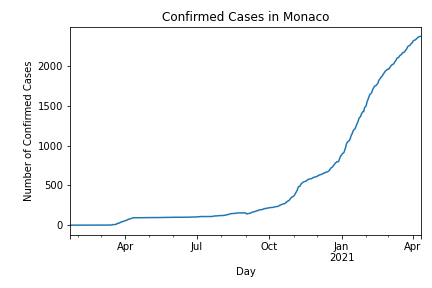 Confirmed Cases in Monaco
Number of Confirmed Cases
2000
1500
1000
500
0
Apr
Jul
Oct
Jan
2021
Apr
Day